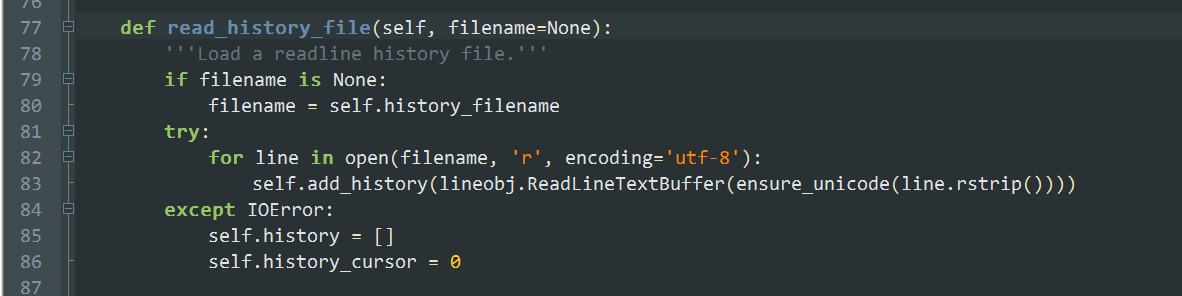 76
77 def read_history_file(self, filename=None):
78 '''Load a readline history file.'''
79 if filename is None:
80 filename = self.history_filename
81 try:
82 for line in open(filename, 'r', encoding='utf-8'):
83 self.add_history(lineobj.ReadLineTextBuffer(ensure_unicode(line.rstrip())))
84 except IOError:
85 self.history = []
86 self.history_cursor = 0
87